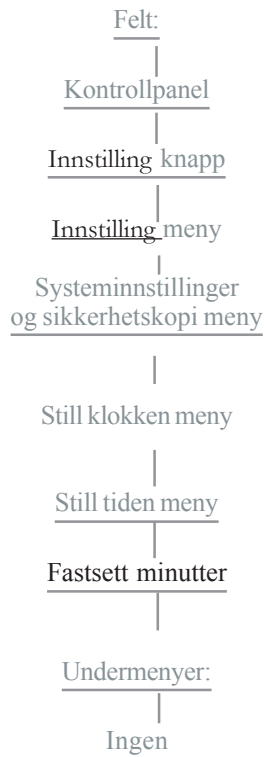 Felt:
Kontrollpanel
Innstilling knapp
Innstilling meny
Systeminnstillinger
og sikkerhetskopi meny
Still klokken meny
Still tiden meny
Fastsett minutter
Undermenyer:
Ingen